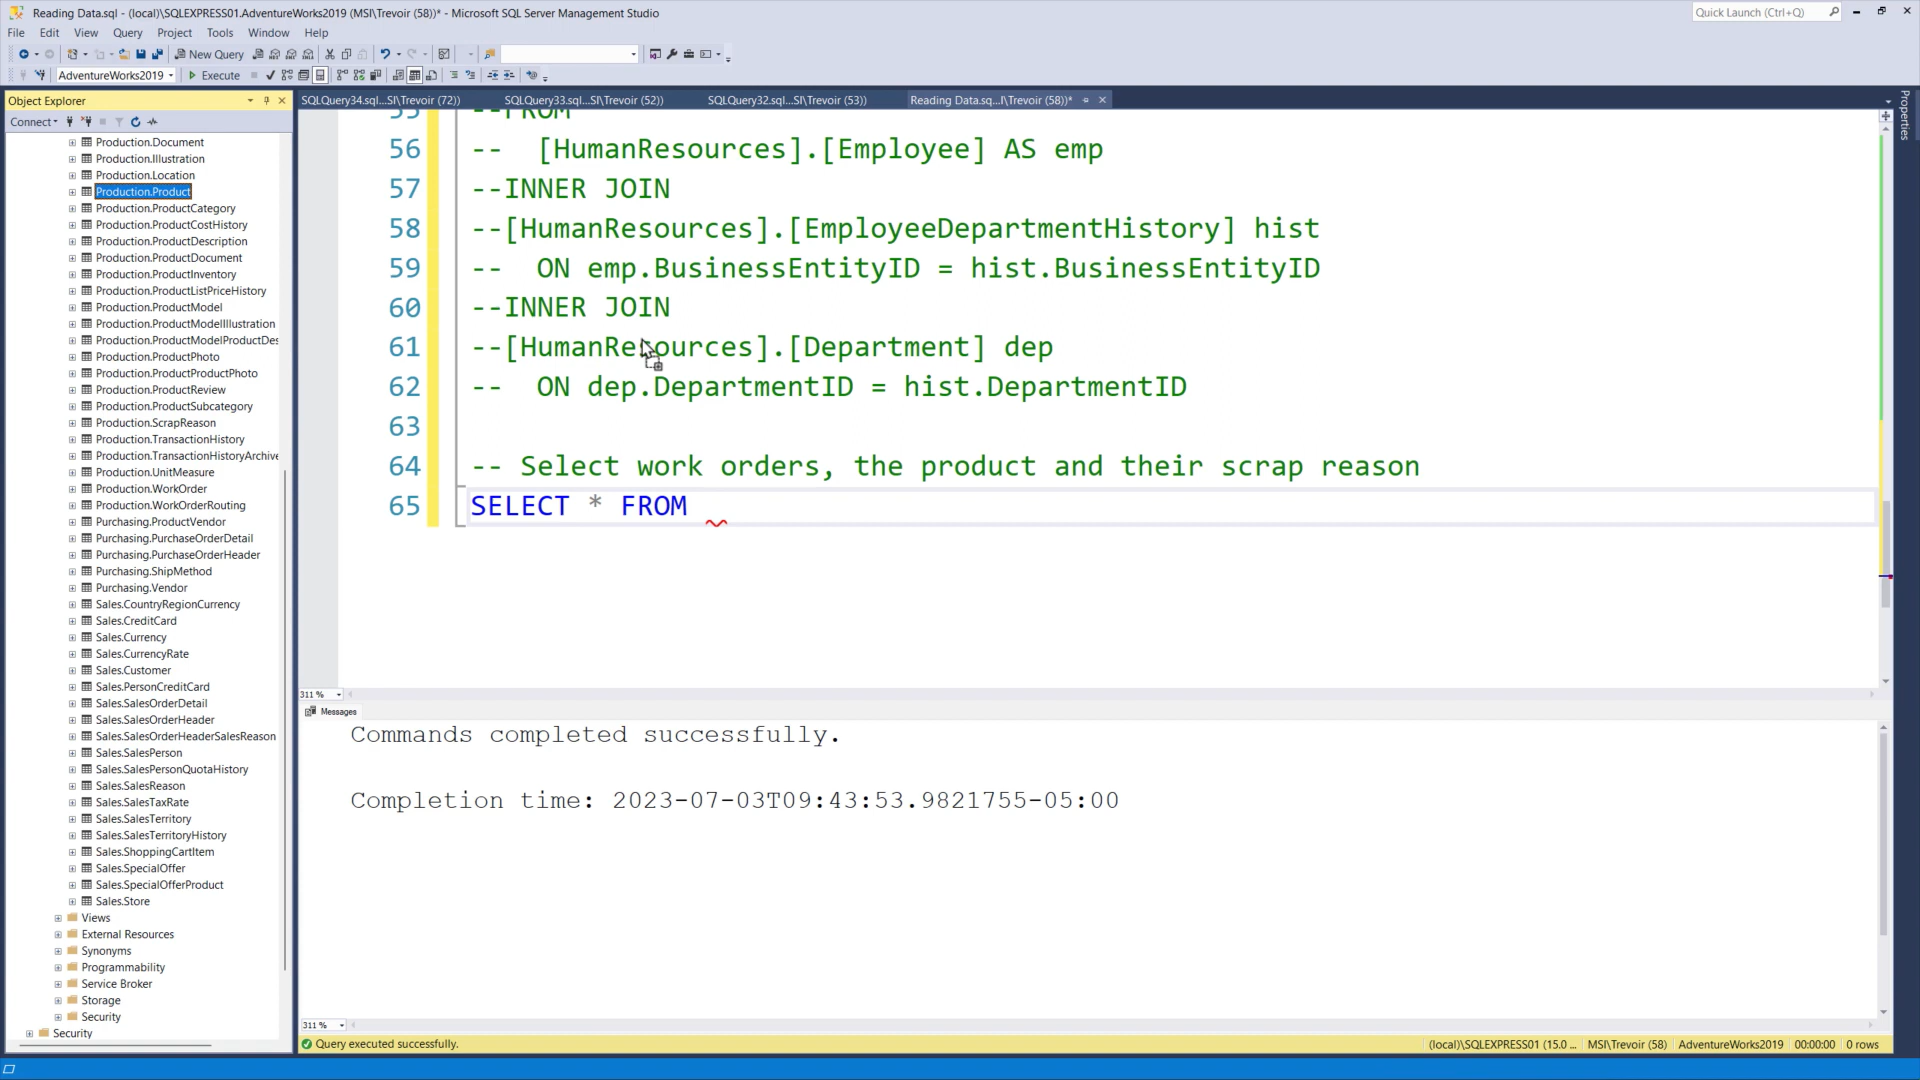 Reading Data.sql - (local)\SQLEXPRESS01.AdventureWorks2019 (MSI\Trevoir (58))* - Microsoft SQL Server Management Studio
Quick Launch (Ctrl+Q)
File Edit View Query Project Tools Window Help
New Query
AdventureWorks2019 Execute
Object Explorer
SQLQuery34.sql...SI\Trevoir (72)) SQLQuery33.sql...SI\Trevoir (52)) SQLQuery32.sql...SI\Trevoir (53)) Reading Data.sq...I\Trevoir (58))*
Properties
Connect
Production.Document
Production.Illustration
Production.Location
Production.Product
Production.ProductCategory
Production.ProductCostHistory
Production.ProductDescription
Production.ProductDocument
Production.ProductInventory
Production.ProductListPriceHistory
Production.ProductModel
Production.ProductModelIllustration
Production.ProductModelProductDes
Production.ProductPhoto
Production.ProductProductPhoto
Production.ProductReview
Production.ProductSubcategory
Production.ScrapReason
Production.TransactionHistory
Production.TransactionHistoryArchive
Production.UnitMeasure
Production.WorkOrder
Production.WorkOrderRouting
Purchasing.ProductVendor
Purchasing.PurchaseOrderDetail
Purchasing.PurchaseOrderHeader
Purchasing.ShipMethod
Purchasing.Vendor
Sales.CountryRegionCurrency
Sales.CreditCard
Sales.Currency
Sales.CurrencyRate
Sales.Customer
Sales.PersonCreditCard
Sales.SalesOrderDetail
Sales.SalesOrderHeader
Sales.SalesOrderHeaderSalesReason
Sales.SalesPerson
Sales.SalesPersonQuotaHistory
Sales.SalesReason
Sales.SalesTaxRate
Sales.SalesTerritory
Sales.SalesTerritoryHistory
Sales.ShoppingCartItem
Sales.SpecialOffer
Sales.SpecialOfferProduct
Sales.Store
Views
External Resources
Synonyms
Programmability
Service Broker
Storage
Security
Security
55 --FROM
56 --  [HumanResources].[Employee] AS emp
57 --INNER JOIN
58 --[HumanResources].[EmployeeDepartmentHistory] hist
59 --  ON emp.BusinessEntityID = hist.BusinessEntityID
60 --INNER JOIN
61 --[HumanResources].[Department] dep
62 --  ON dep.DepartmentID = hist.DepartmentID
63
64 -- Select work orders, the product and their scrap reason
65 SELECT * FROM
311 %
Messages
Commands completed successfully.
Completion time: 2023-07-03T09:43:53.9821755-05:00
311 %
Query executed successfully.
(local)\SQLEXPRESS01 (15.0 ... MSI\Trevoir (58) AdventureWorks2019 00:00:00 0 rows